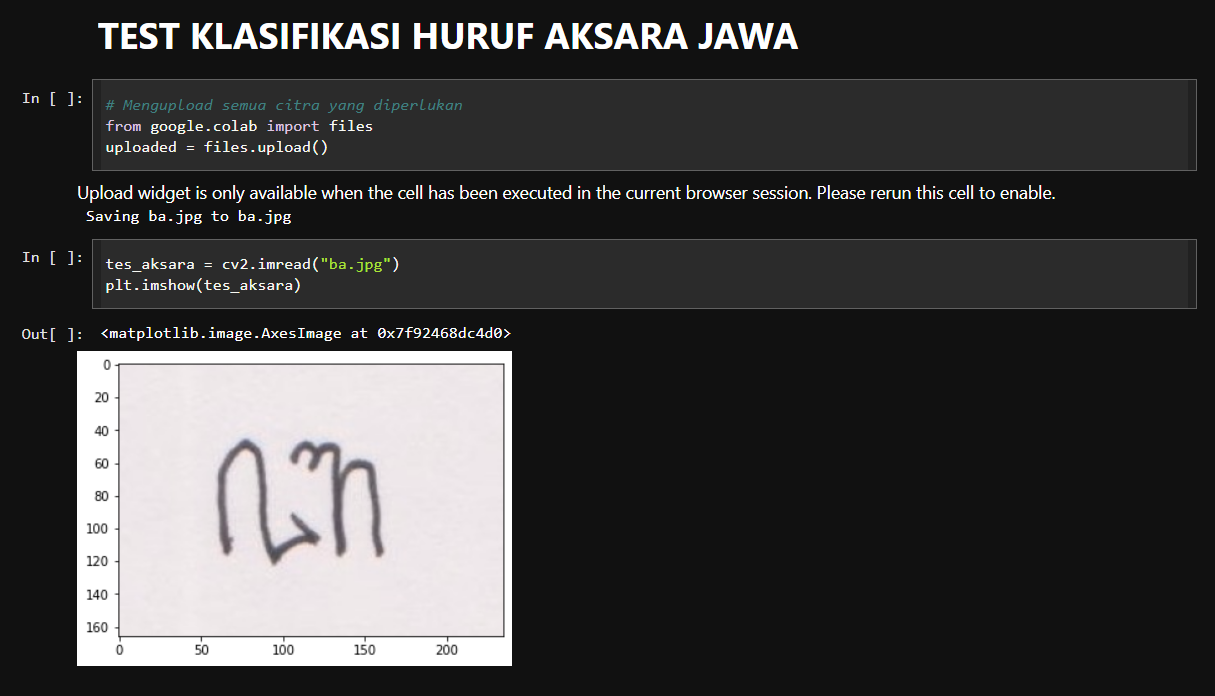 TEST KLASIFIKASI HURUF AKSARA JAWA
In [ ]:
# Mengupload semua citra yang diperlukan
from google.colab import files
uploaded = files.upload()
Upload widget is only available when the cell has been executed in the current browser session. Please rerun this cell to enable.
Saving ba.jpg to ba.jpg
In [ ]:
tes_aksara = cv2.imread("ba.jpg")
plt.imshow(tes_aksara)
Out[ ]: <matplotlib.image.AxesImage at 0x7f92468dc4d0>
0
20
40
60
80
100
120
140
160
ꦧ
0 50 100 150 200